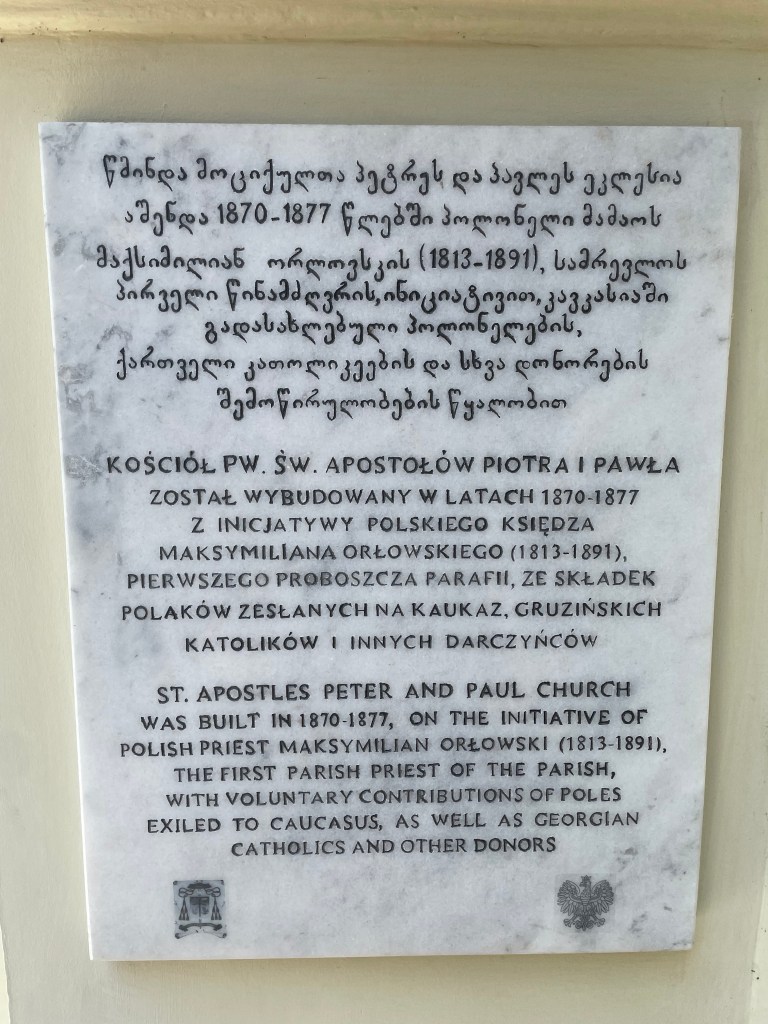 წმინდა მოციქულთა პეტრეს და პავლეს ეკლესია
აშენდა 1870-1877 წლებში პოლონელი მამაოს
მაქსიმილიან ორლოვსკის (1813-1891), სამრევლოს
პირველი წინამძღვრის, ინიციატივით, კავკასიაში
გადასახლებული პოლონელების,
ქართველი კათოლიკეების და სხვა დონორების
შემოწირულობების წყალობით
KOŚCIÓŁ PW. ŚW. APOSTOŁÓW PIOTRA I PAWŁA
ZOSTAŁ WYBUDOWANY W LATACH 1870-1877
Z INICJATYWY POLSKIEGO KSIĘDZA
MAKSYMILIANA ORŁOWSKIEGO (1813-1891),
PIERWSZEGO PROBOSZCZA PARAFII, ZE SKŁADEK
POLAKÓW ZESŁANYCH NA KAUKAZ, GRUZIŃSKICH
KATOLIKÓW I INNYCH DARCZYŃCÓW
ST. APOSTLES PETER AND PAUL CHURCH
WAS BUILT IN 1870-1877, ON THE INITIATIVE OF
POLISH PRIEST MAKSYMILIAN ORŁOWSKI (1813-1891),
THE FIRST PARISH PRIEST OF THE PARISH,
WITH VOLUNTARY CONTRIBUTIONS OF POLES
EXILED TO CAUCASUS, AS WELL AS GEORGIAN
CATHOLICS AND OTHER DONORS